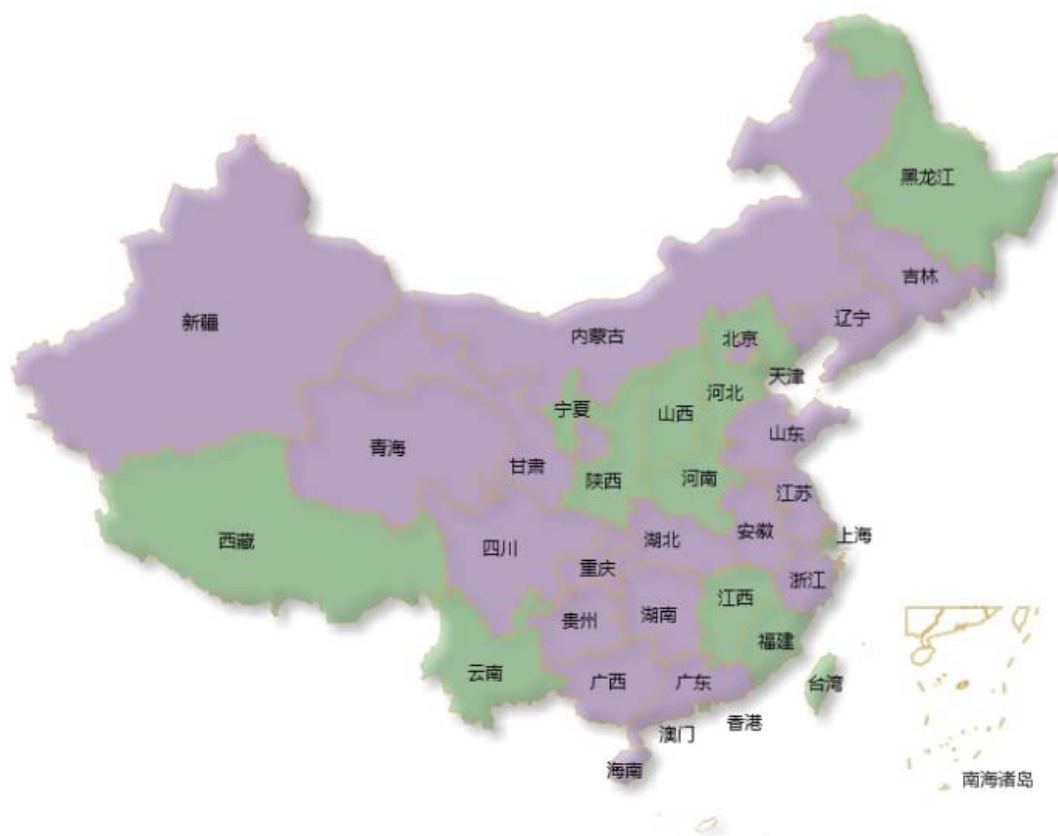 黑龙江
吉林
辽宁
新疆
内蒙古
北京
天津
河北
宁夏
山西
山东
青海
甘肃
陕西
河南
江苏
西藏
四川
湖北
安徽
上海
重庆
浙江
江西
贵州
湖南
福建
云南
广西
广东
台湾
香港
澳门
海南
南海诸岛